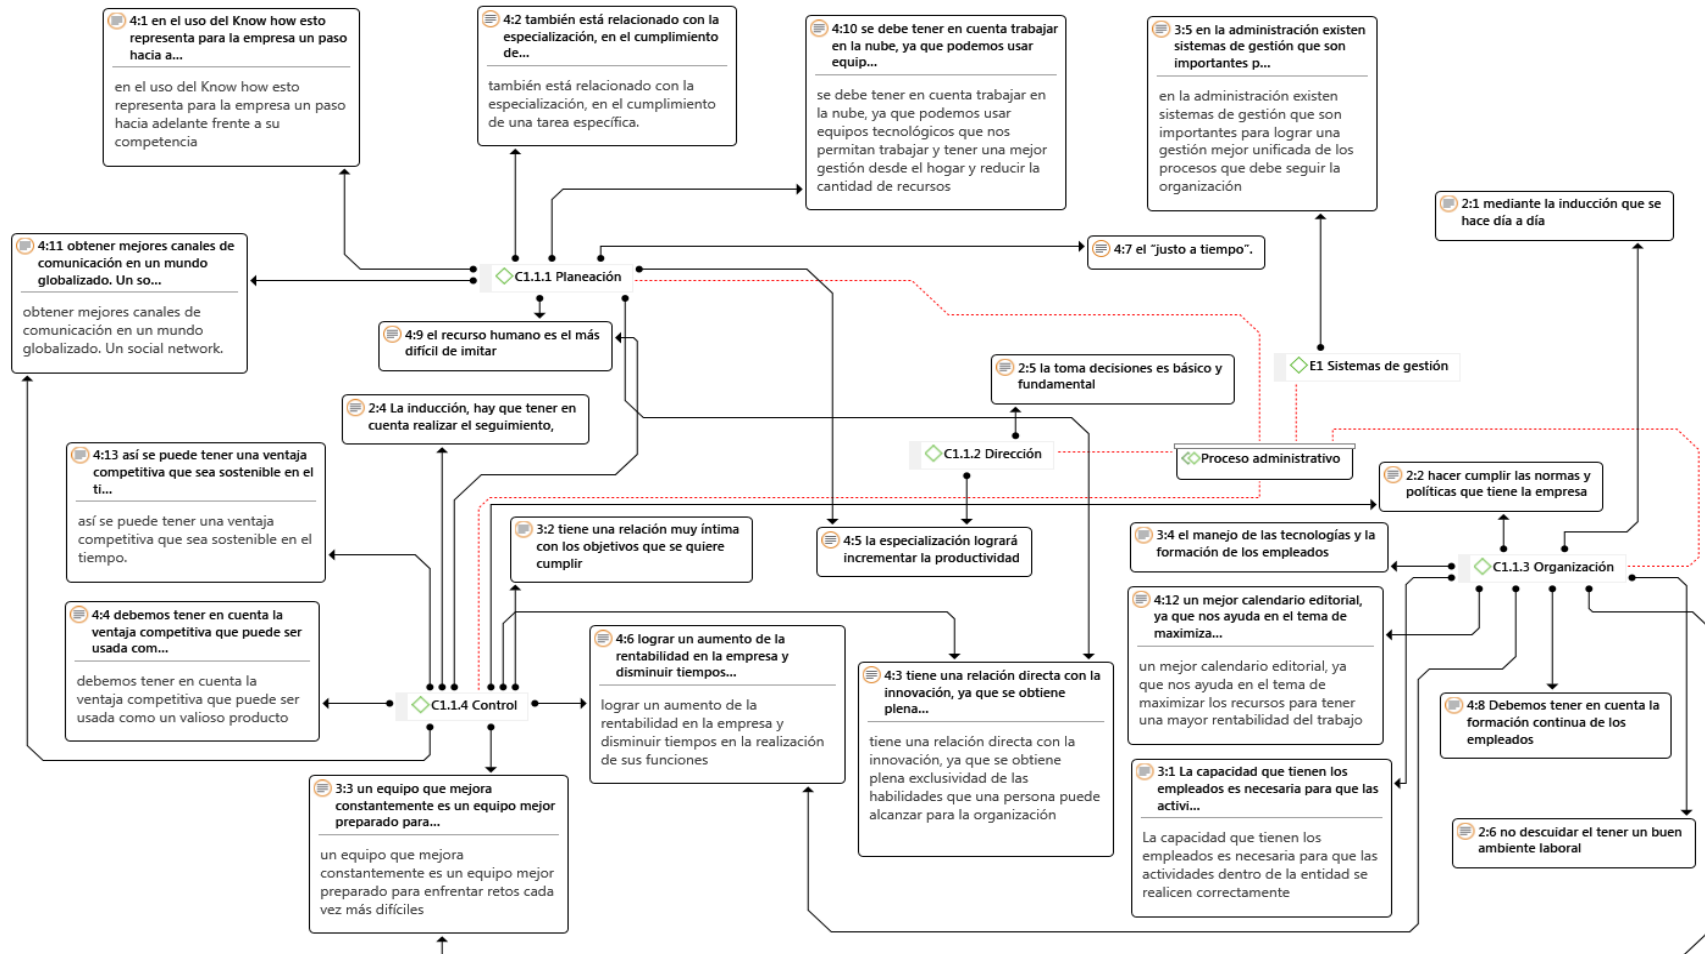 4:1 en el uso del Know how esto
representa para la empresa un paso
hacia a...
en el uso del Know how esto
representa para la empresa un paso
hacia adelante frente a su
competencia
4:2 también está relacionado con la
especialización, en el cumplimiento
de...
también está relacionado con la
especialización, en el cumplimiento
de una tarea específica.
4:10 se debe tener en cuenta trabajar
en la nube, ya que podemos usar
equip...
se debe tener en cuenta trabajar en
la nube, ya que podemos usar
equipos tecnológicos que nos
permitan trabajar y tener una mejor
gestión desde el hogar y reducir la
cantidad de recursos
3:5 en la administración existen
sistemas de gestión que son
importantes p...
en la administración existen
sistemas de gestión que son
importantes para lograr una
gestión mejor unificada de los
procesos que debe seguir la
organización
2:1 mediante la inducción que se
hace día a día
4:11 obtener mejores canales de
comunicación en un mundo
globalizado. Un so...
obtener mejores canales de
comunicación en un mundo
globalizado. Un social network.
4:7 el "justo a tiempo".
C1.1.1 Planeación
4:9 el recurso humano es el más
difícil de imitar
2:5 la toma decisiones es básico y
fundamental
E1 Sistemas de gestión
2:4 La inducción, hay que tener en
cuenta realizar el seguimiento,
4:13 así se puede tener una ventaja
competitiva que sea sostenible en el
ti...
así se puede tener una ventaja
competitiva que sea sostenible en el
tiempo.
C1.1.2 Dirección
Proceso administrativo
2:2 hacer cumplir las normas y
políticas que tiene la empresa
3:2 tiene una relación muy íntima
con los objetivos que se quiere
cumplir
4:5 la especialización logrará
incrementar la productividad
3:4 el manejo de las tecnologías y la
formación de los empleados
C1.1.3 Organización
4:4 debemos tener en cuenta la
ventaja competitiva que puede ser
usada com...
debemos tener en cuenta la
ventaja competitiva que puede ser
usada como un valioso producto
C1.1.4 Control
4:6 lograr un aumento de la
rentabilidad en la empresa y
disminuir tiempos...
lograr un aumento de la
rentabilidad en la empresa y
disminuir tiempos en la realización
de sus funciones
4:3 tiene una relación directa con la
innovación, ya que se obtiene
plena...
tiene una relación directa con la
innovación, ya que se obtiene
plena exclusividad de las
habilidades que una persona puede
alcanzar para la organización
4:12 un mejor calendario editorial,
ya que nos ayuda en el tema de
maximiza...
un mejor calendario editorial, ya
que nos ayuda en el tema de
maximizar los recursos para tener
una mayor rentabilidad del trabajo
4:8 Debemos tener en cuenta la
formación continua de los
empleados
3:3 un equipo que mejora
constantemente es un equipo mejor
preparado para...
un equipo que mejora
constantemente es un equipo mejor
preparado para enfrentar retos cada
vez más difíciles
3:1 La capacidad que tienen los
empleados es necesaria para que las
activi...
La capacidad que tienen los
empleados es necesaria para que las
actividades dentro de la entidad se
realicen correctamente
2:6 no descuidar el tener un buen
ambiente laboral